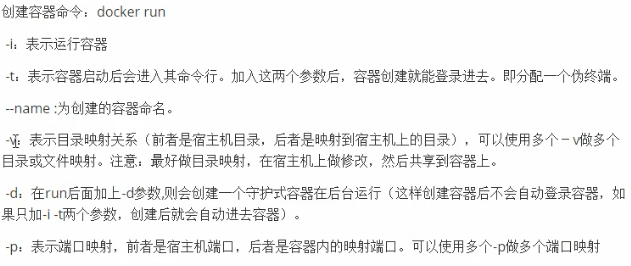 创建容器命令：docker run
-i：表示运行容器
-t：表示容器启动后会进入其命令行。加入这两个参数后，容器创建就能登录进去。即分配一个伪终端。
--name :为创建的容器命名。
-v：表示目录映射关系（前者是宿主机目录，后者是映射到宿主机上的目录），可以使用多个－v做多个
目录或文件映射。注意：最好做目录映射，在宿主机上做修改，然后共享到容器上。
-d：在run后面加上-d参数,则会创建一个守护式容器在后台运行（这样创建容器后不会自动登录容器，如
果只加-i -t两个参数，创建后就会自动进去容器）。
-p：表示端口映射，前者是宿主机端口，后者是容器内的映射端口。可以使用多个-p做多个端口映射